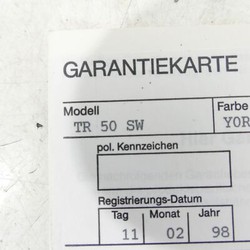 GARANTIEKARTE
Modell Farbe
TR 50 SW YOR
pol. Kennzeichen
Registrierungs-Datum
Tag Monat Jahr
11 02 98